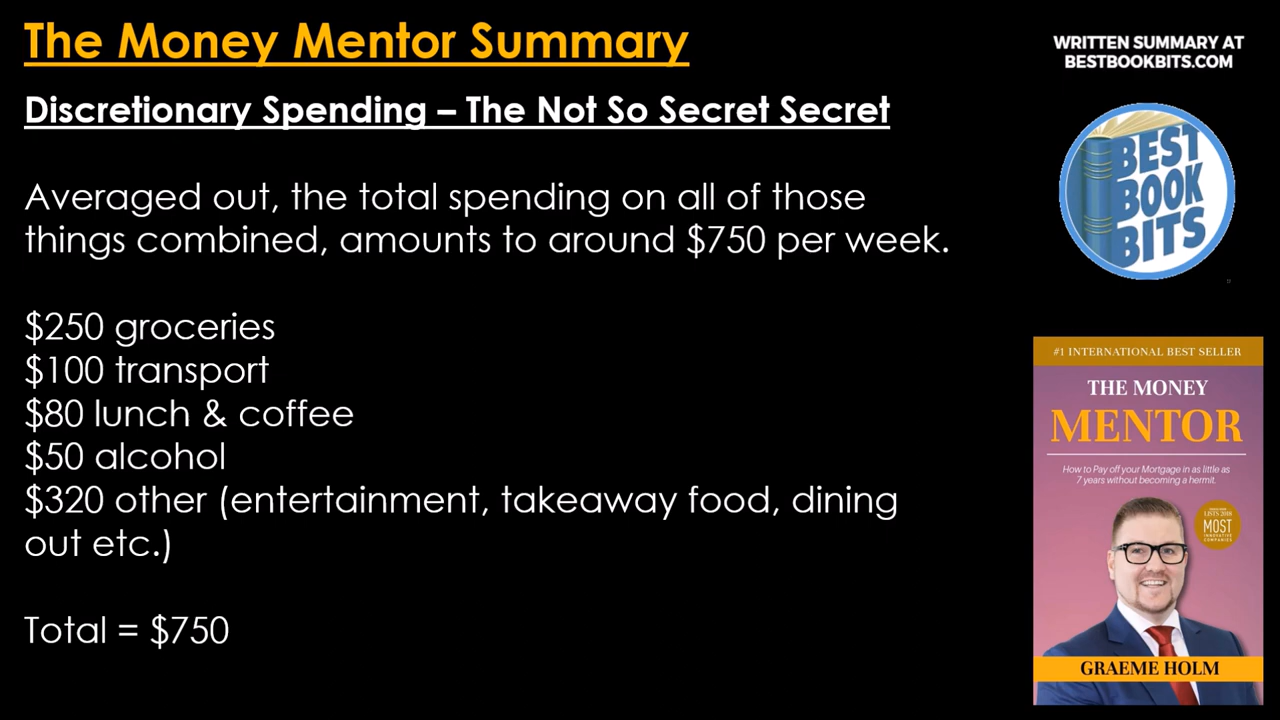 The Money Mentor Summary
WRITTEN SUMMARY AT
BESTBOOKBITS.COM
Discretionary Spending – The Not So Secret Secret
BEST
BOOK
BITS
Averaged out, the total spending on all of those
things combined, amounts to around $750 per week.
$250 groceries
$100 transport
$80 lunch & coffee
$50 alcohol
$320 other (entertainment, takeaway food, dining
out etc.)
Total = $750
#1 INTERNATIONAL BEST SELLER
THE MONEY
MENTOR
How to Pay off your Mortgage in as little as
7 years without becoming a hermit.
LISTS 2018
MOST
INNOVATIVE
COMPANIES
GRAEME HOLM